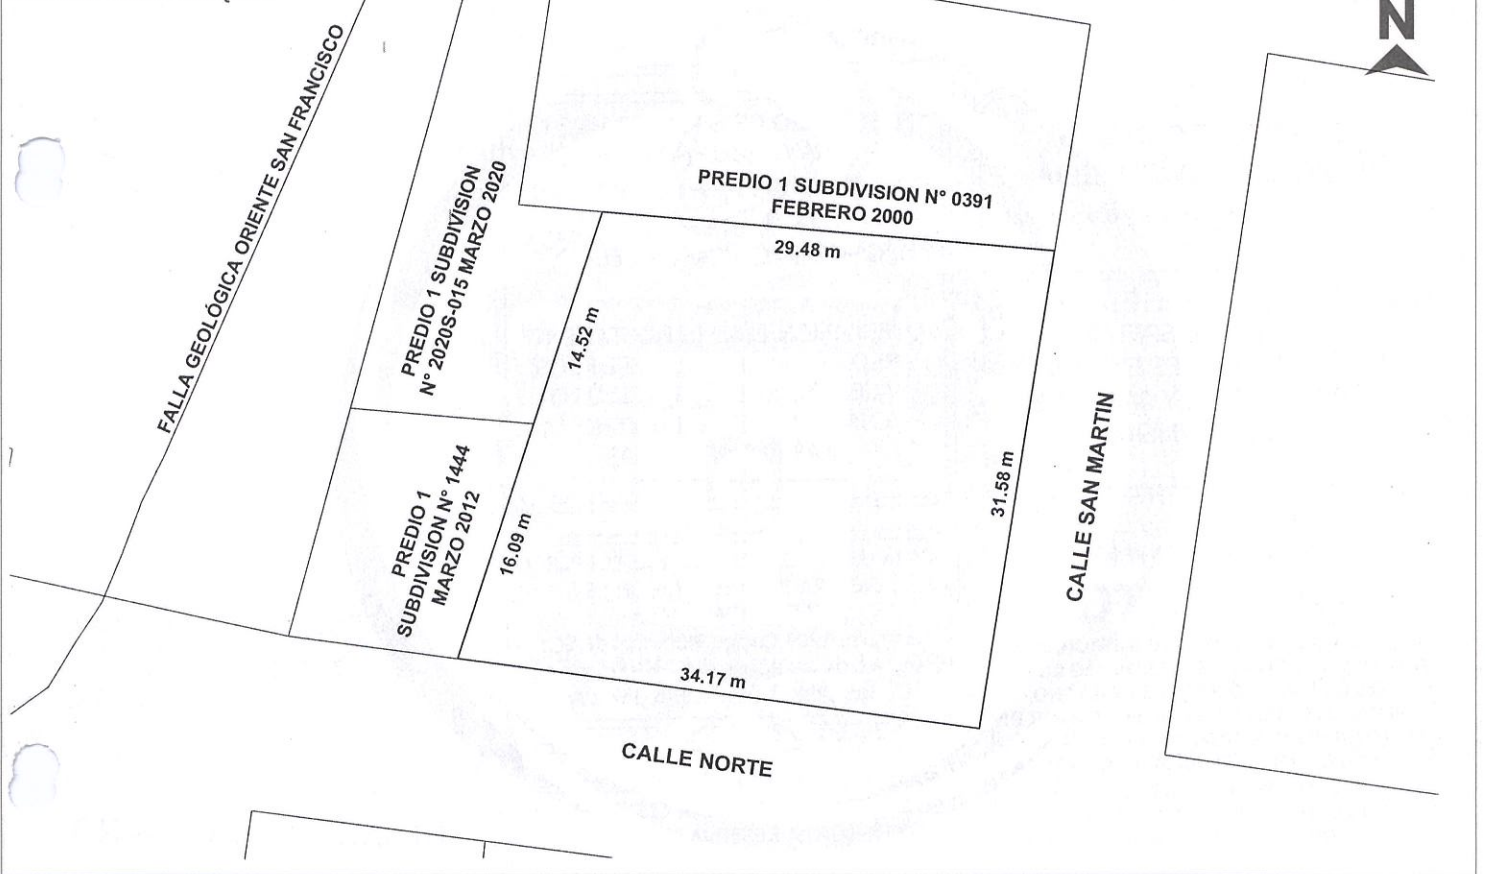 N
FALLA GEOLÓGICA ORIENTE SAN FRANCISCO
PREDIO 1 SUBDIVISION
N° 2020S-015 MARZO 2020
PREDIO 1 SUBDIVISION N° 0391
FEBRERO 2000
29.48 m
14.52 m
31.58 m
CALLE SAN MARTIN
PREDIO 1
SUBDIVISION N° 1444
MARZO 2012
16.09 m
34.17 m
CALLE NORTE